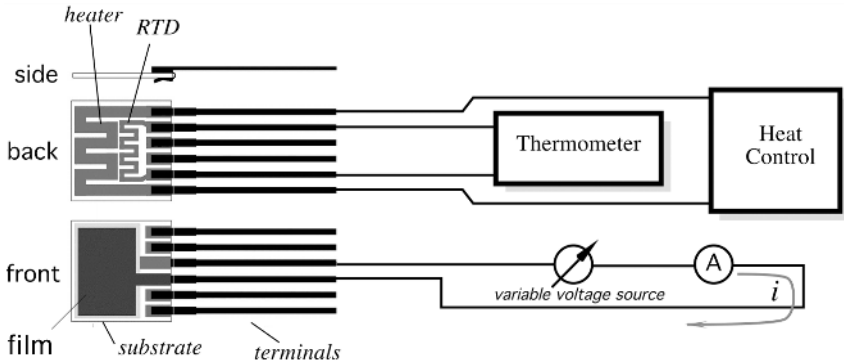 heater
RTD
side
back
Thermometer
Heat
Control
front
A
variable voltage source
i
film
substrate
terminals